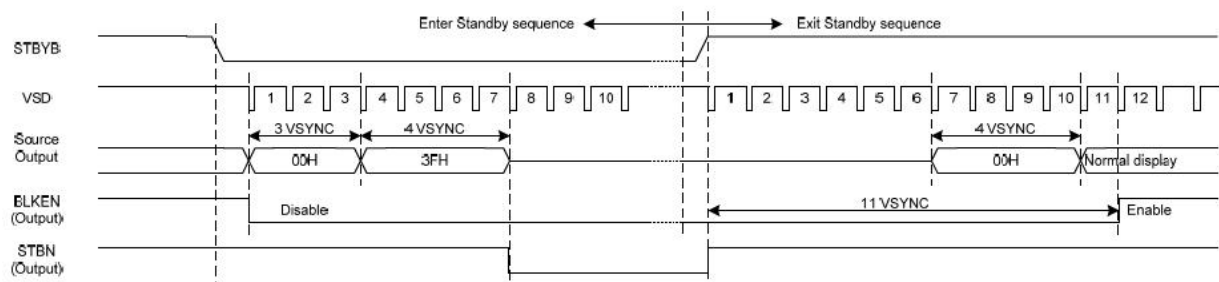 Enter Standby sequence Exit Standby sequence
STBYB
VSD 1 2 3 4 5 6 7 8 9 10 1 2 3 4 5 6 7 8 9 10 11 12
3 VSYNC 4 VSYNC 4 VSYNC
Source
Output
00H 3FH 00H Normal display
BLKEN
(Output)
Disable 11 VSYNC Enable
STBN
(Output)